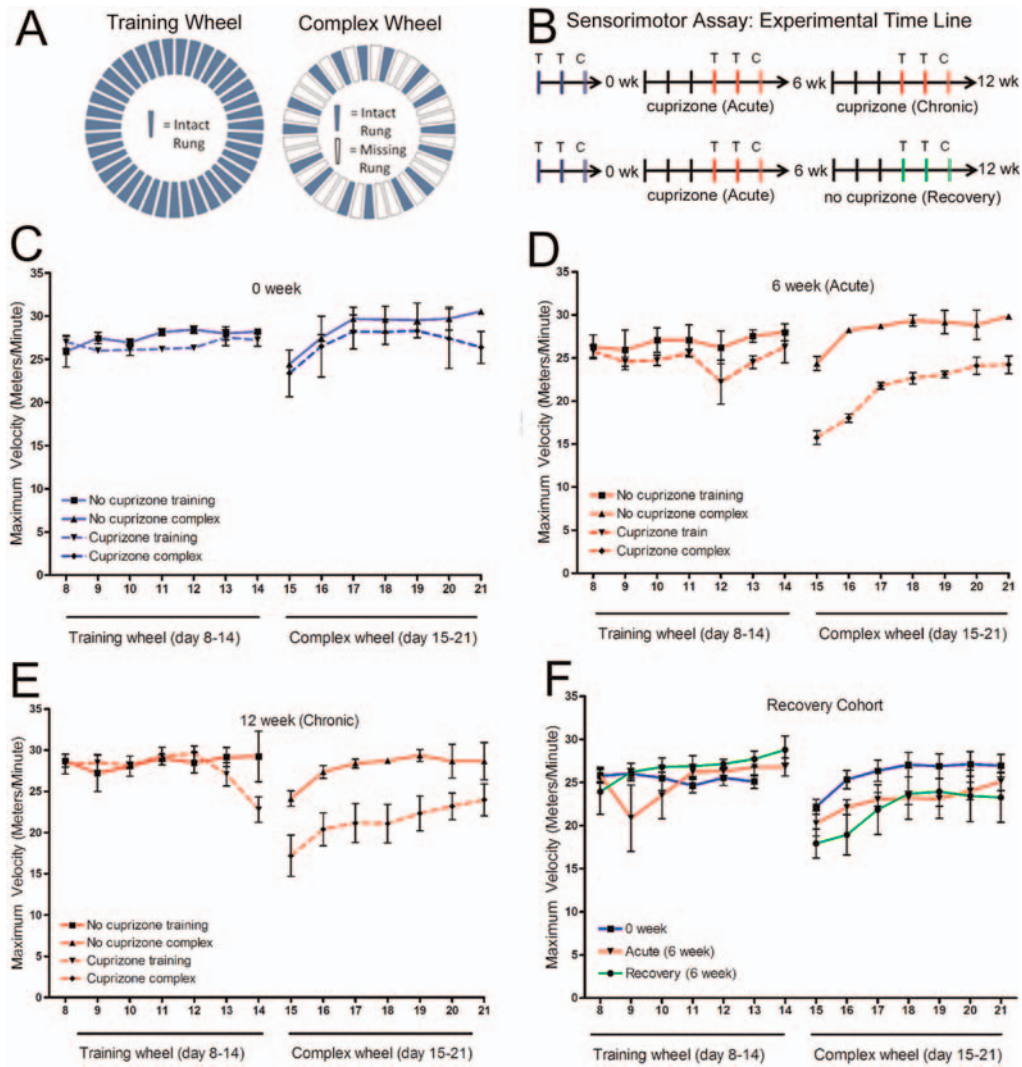 A
Training Wheel
= Intact
Rung
Complex Wheel
= Intact
Rung
= Missing
Rung
B
Sensorimotor Assay: Experimental Time Line
T T C
0 wk
T T C
cuprizone (Acute)
6 wk
T T C
cuprizone (Chronic)
12 wk
T T C
0 wk
T T C
cuprizone (Acute)
6 wk
T T C
no cuprizone (Recovery)
12 wk
C
0 week
Maximum Velocity (Meters/Minute)
35
30
25
20
15
10
5
0
No cuprizone training
No cuprizone complex
Cuprizone training
Cuprizone complex
8 9 10 11 12 13 14 15 16 17 18 19 20 21
Training wheel (day 8-14)
Complex wheel (day 15-21)
D
6 week (Acute)
Maximum Velocity (Meters/Minute)
35
30
25
20
15
10
5
0
No cuprizone training
No cuprizone complex
Cuprizone train
Cuprizone complex
8 9 10 11 12 13 14 15 16 17 18 19 20 21
Training wheel (day 8-14)
Complex wheel (day 15-21)
E
12 week (Chronic)
Maximum Velocity (Meters/Minute)
35
30
25
20
15
10
5
0
No cuprizone training
No cuprizone complex
Cuprizone training
Cuprizone complex
8 9 10 11 12 13 14 15 16 17 18 19 20 21
Training wheel (day 8-14)
Complex wheel (day 15-21)
F
Recovery Cohort
Maximum Velocity (Meters/Minute)
35
30
25
20
15
10
5
0
0 week
Acute (6 week)
Recovery (6 week)
8 9 10 11 12 13 14 15 16 17 18 19 20 21
Training wheel (day 8-14)
Complex wheel (day 15-21)